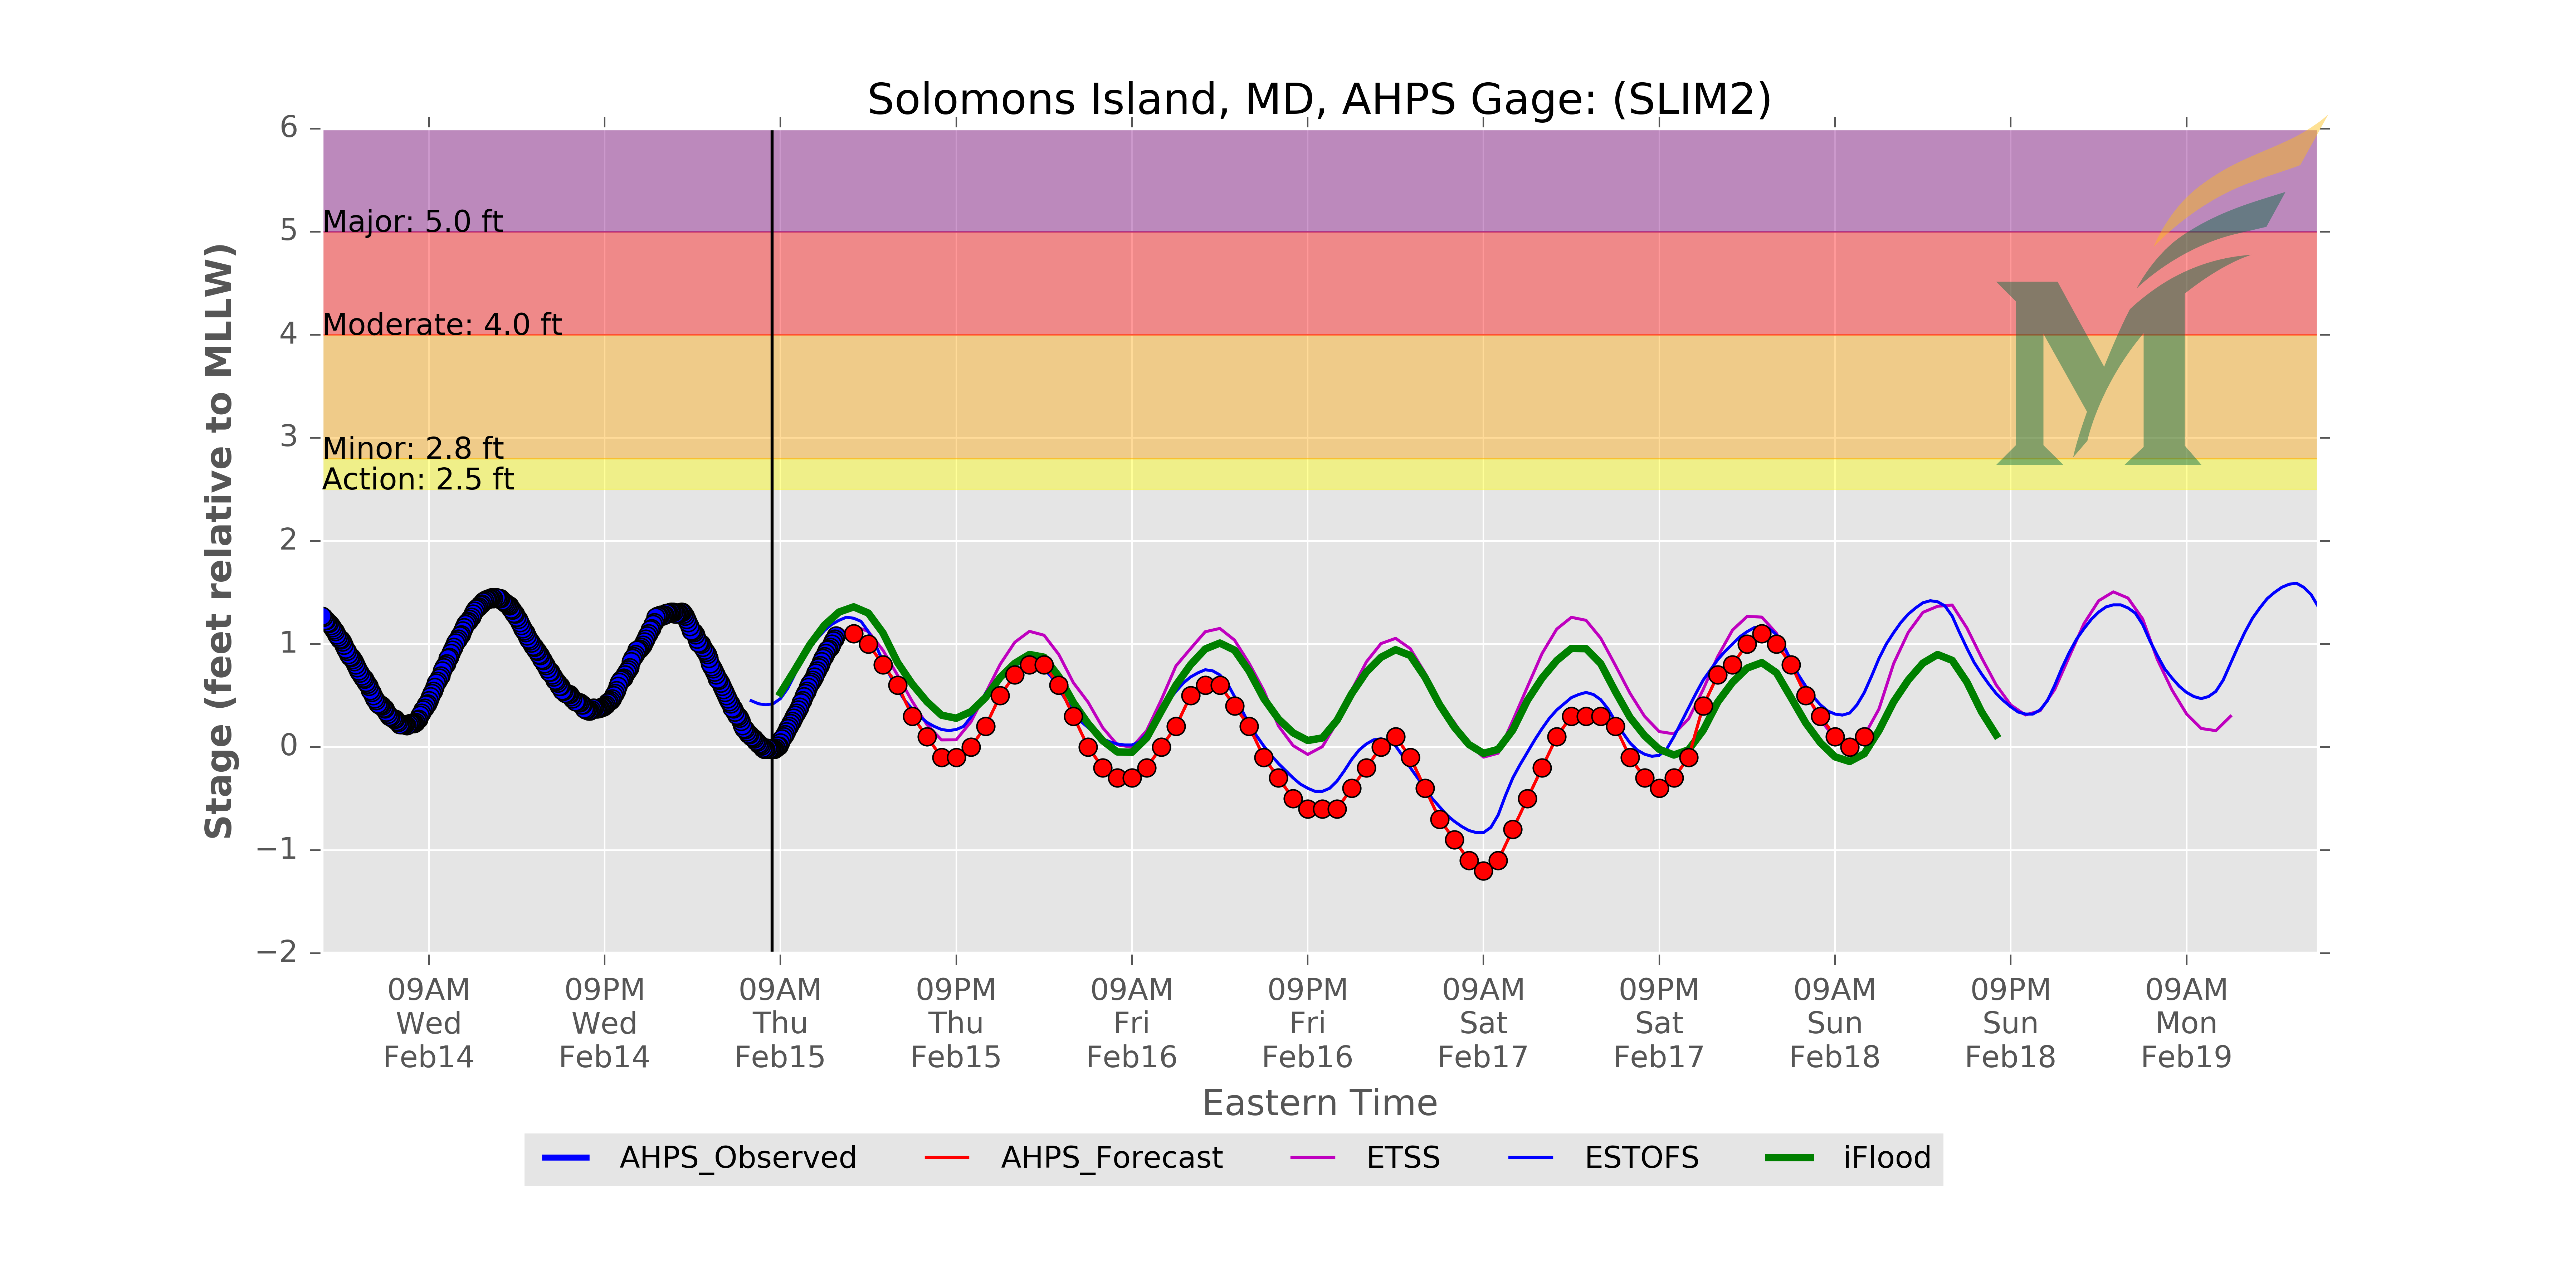 Solomons Island, MD, AHPS Gage: (SLIM2)
Stage (feet relative to MLLW)
6
5
4
3
2
1
0
−1
−2
Major: 5.0 ft
Moderate: 4.0 ft
Minor: 2.8 ft
Action: 2.5 ft
M
09AM 09PM 09AM 09PM 09AM 09PM 09AM 09PM 09AM 09PM 09AM
Wed Wed Thu Thu Fri Fri Sat Sat Sun Sun Mon
Feb14 Feb14 Feb15 Feb15 Feb16 Feb16 Feb17 Feb17 Feb18 Feb18 Feb19
Eastern Time
AHPS_Observed AHPS_Forecast ETSS ESTOFS iFlood